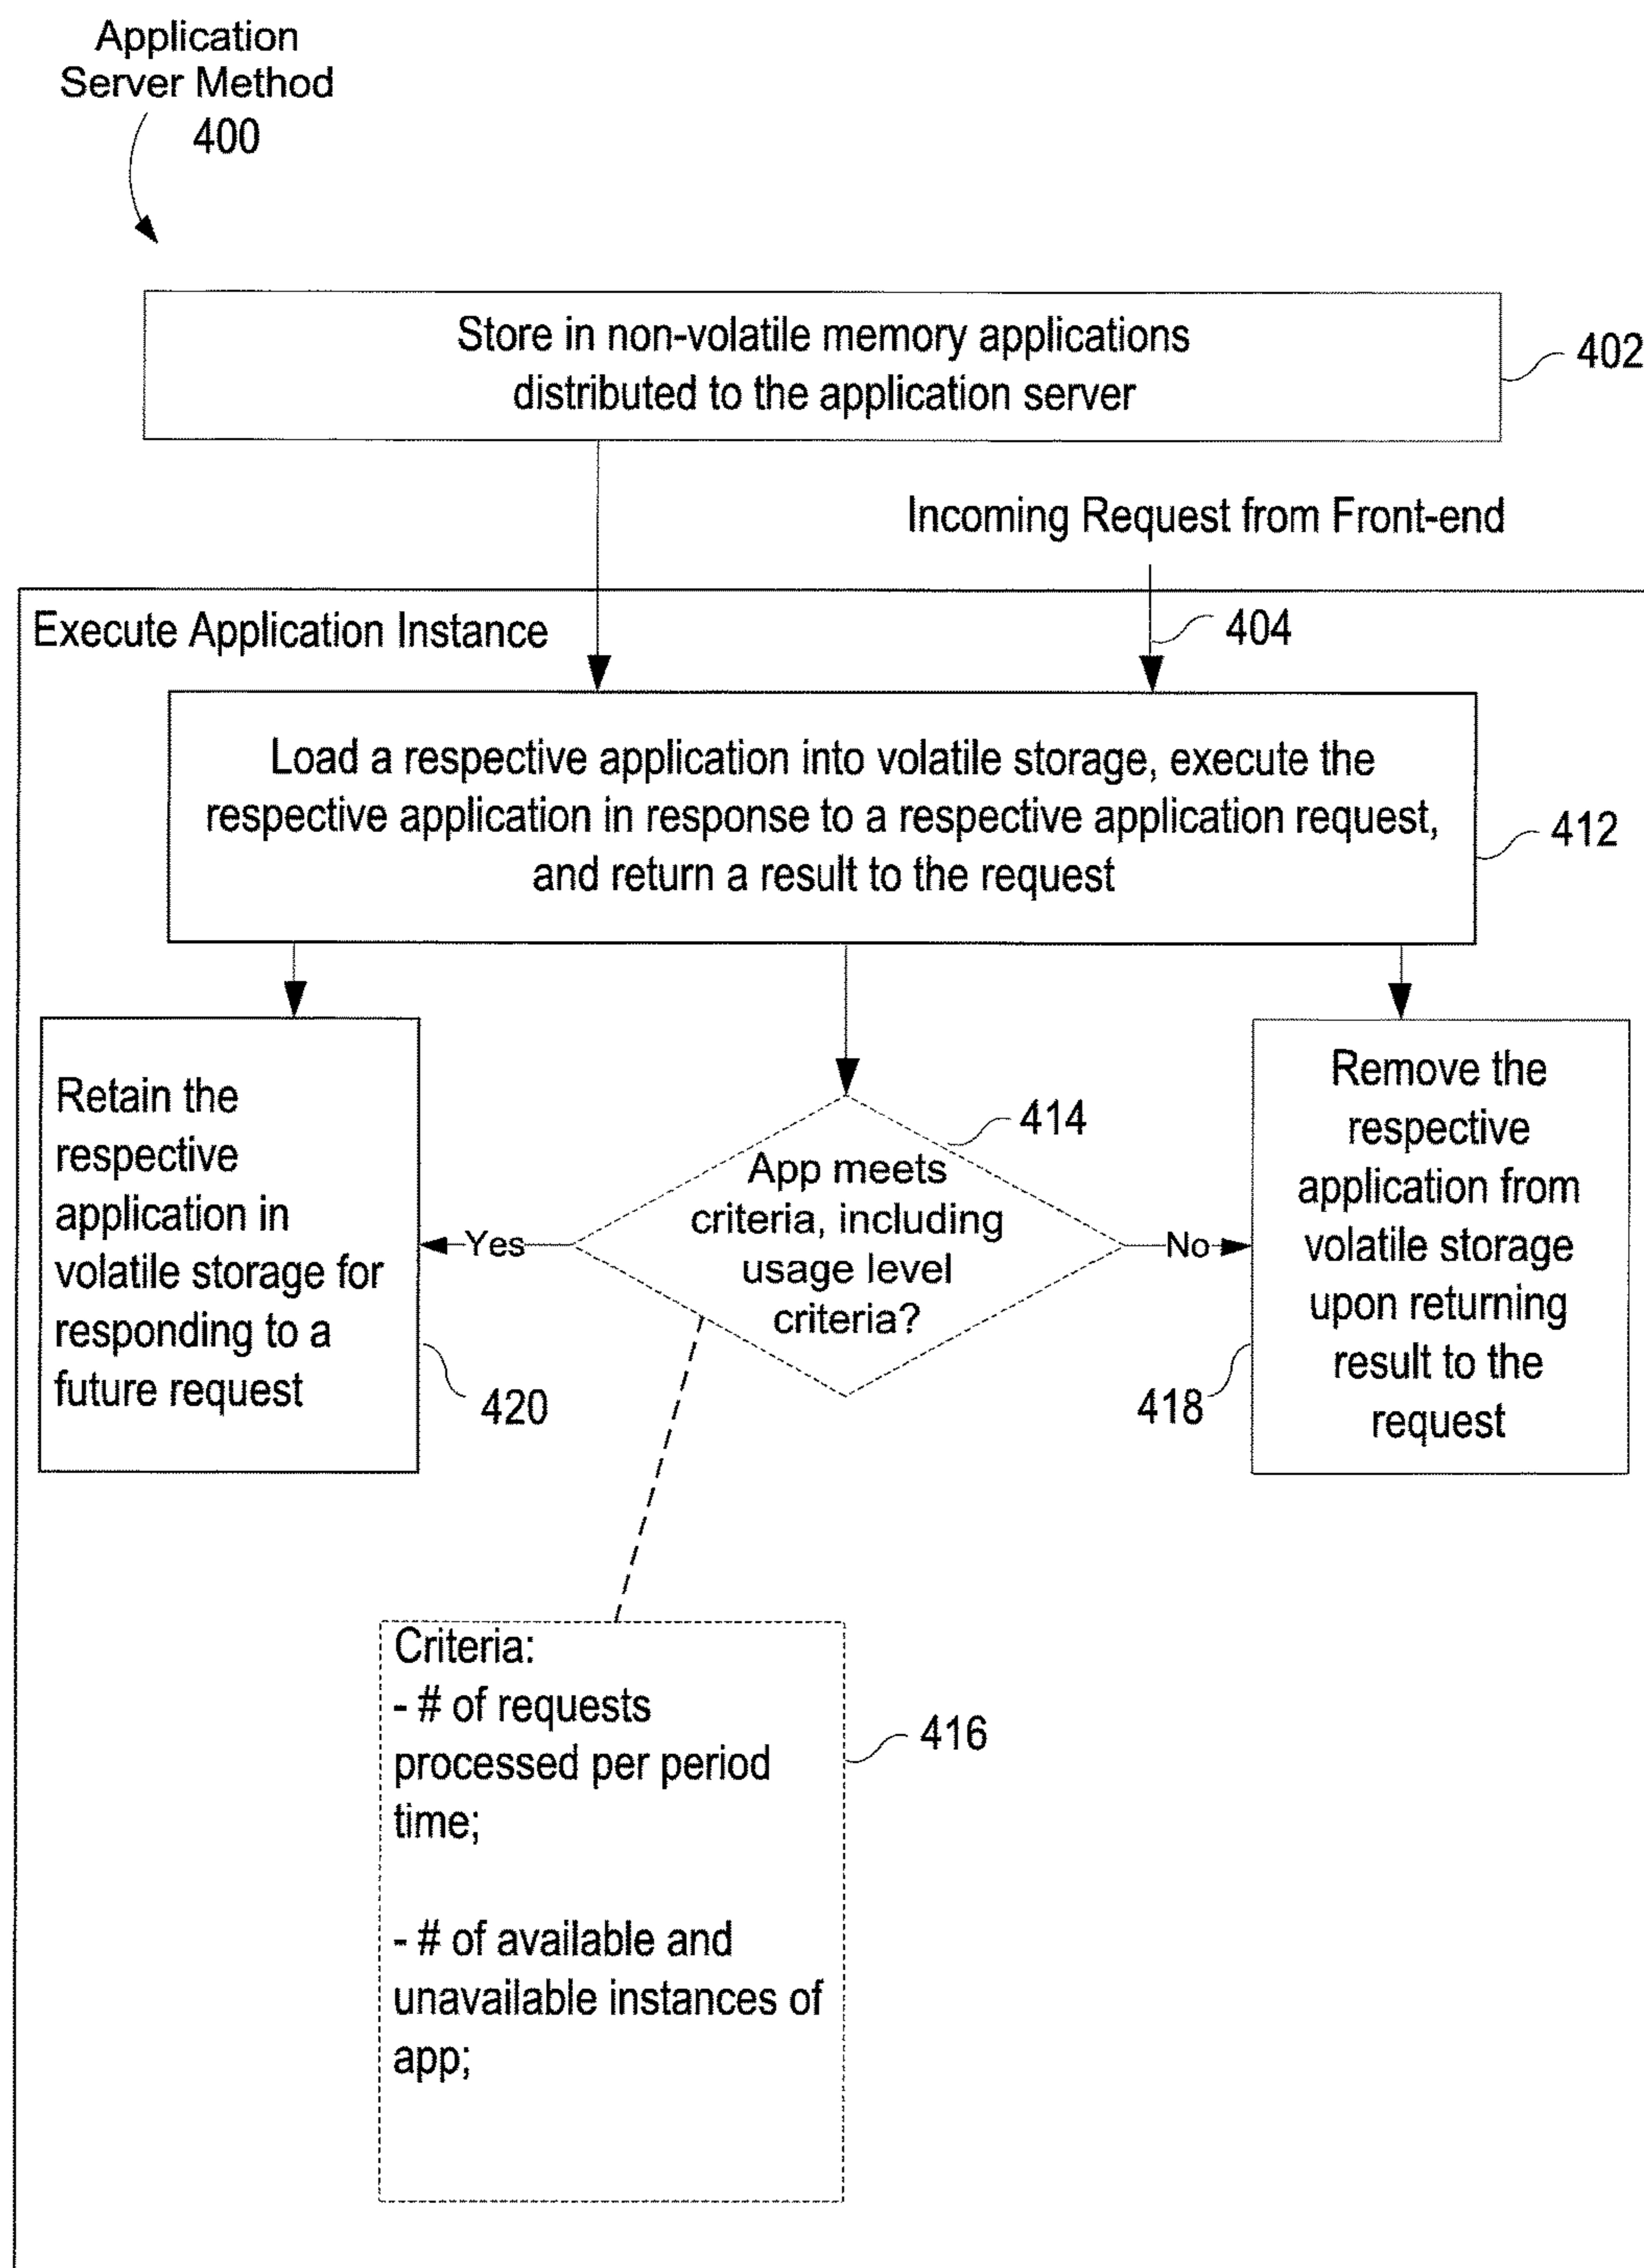 Application
Server Method
400
Store in non-volatile memory applications
distributed to the application server
402
Incoming Request from Front-end
404
Execute Application Instance
Load a respective application into volatile storage, execute the
respective application in response to a respective application request,
and return a result to the request
412
Retain the
respective
application in
volatile storage for
responding to a
future request
420
Yes
414
App meets
criteria, including
usage level
criteria?
No
Remove the
respective
application from
volatile storage
upon returning
result to the
request
418
Criteria:
- # of requests
processed per period
time;
- # of available and
unavailable instances of
app;
416